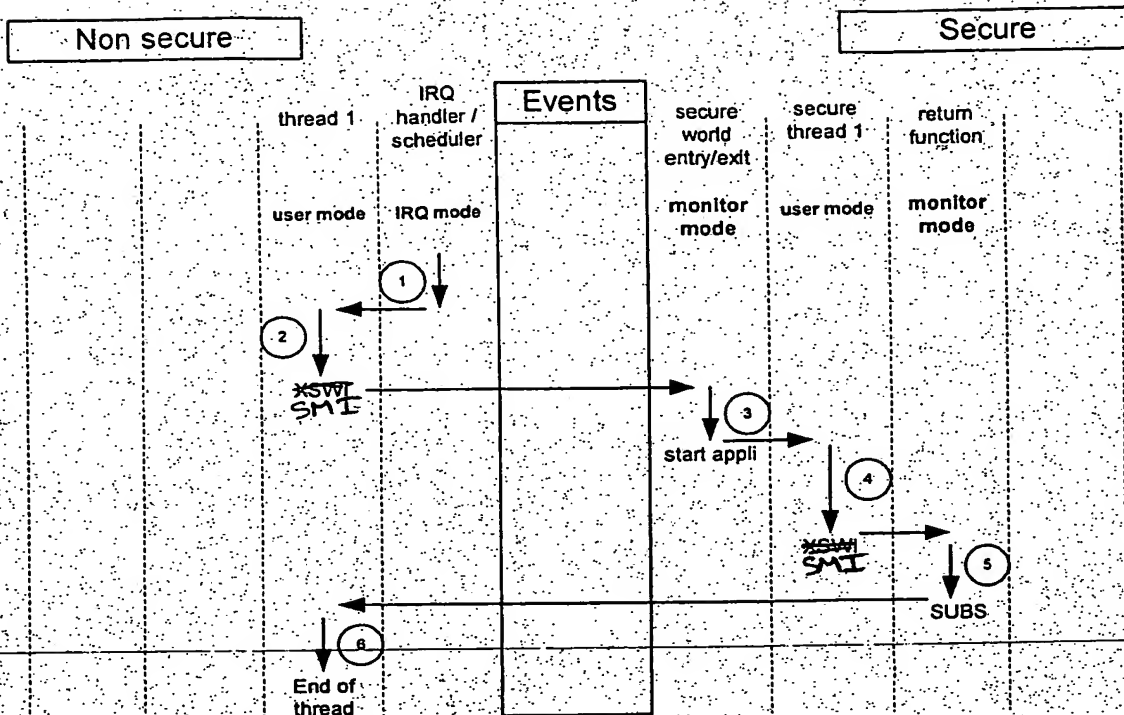 Non secure
Secure
Events
thread 1
IRQ
handler /
scheduler
secure
world
entry/exit
secure
thread 1
return
function
user mode
IRQ mode
monitor
mode
user mode
monitor
mode
1
2
XSWI
SMI
3
start appli
4
XSWI
SMI
5
SUBS
6
End of
thread